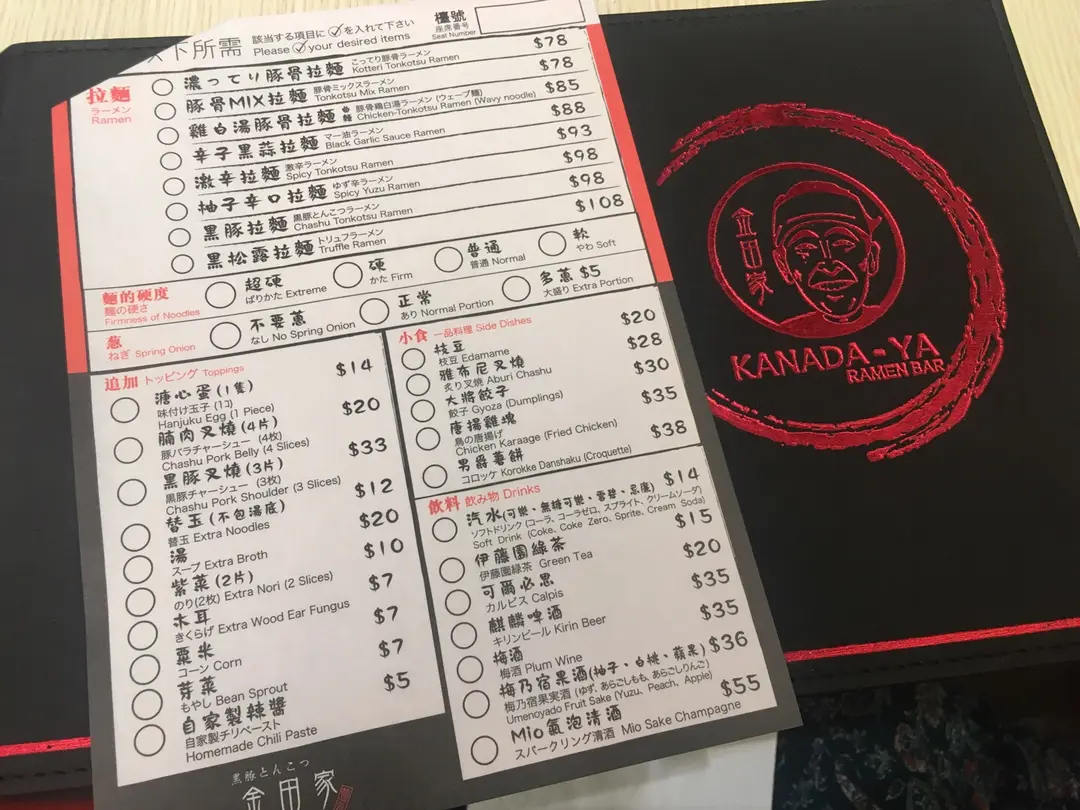 下所需
該当する項目に✓を入れて下さい
Please ✓ your desired items
檯號
座席番号
Seat Number
拉麵
ラーメン
Ramen
濃ってり豚骨拉麵 こってり豚骨ラーメン $78
Kotteri Tonkotsu Ramen
豚骨MIX拉麵 豚骨ミックスラーメン $78
Tonkotsu Mix Ramen
雞白湯豚骨拉麵 豚骨鶏白湯ラーメン (ウェーブ麺) $85
Chicken-Tonkotsu Ramen (Wavy noodle)
辛子黑蒜拉麵 マー油ラーメン $88
Black Garlic Sauce Ramen
激辛拉麵 激辛ラーメン $93
Spicy Tonkotsu Ramen
柚子辛口拉麵 ゆず辛ラーメン $98
Spicy Yuzu Ramen
黑豚拉麵 黒豚とんこつラーメン $98
Chashu Tonkotsu Ramen
黑松露拉麵 トリュフラーメン $108
Truffle Ramen
麵的硬度
麺の硬さ
Firmness of Noodles
超硬
ばりかた Extreme
硬
かた Firm
普通
普通 Normal
軟
やわ Soft
葱
ねぎ Spring Onion
不要蔥
なし No Spring Onion
正常
あり Normal Portion
多蔥 $5
大盛り Extra Portion
追加 トッピング Toppings
溏心蛋 (1隻) $14
味付け玉子 (1コ)
Hanjuku Egg (1 Piece)
腩肉叉燒 (4片) $20
豚バラチャーシュー (4枚)
Chashu Pork Belly (4 Slices)
黑豚叉燒 (3片) $33
黒豚チャーシュー (3枚)
Chashu Pork Shoulder (3 Slices)
替玉 (不包湯底) $12
替玉 Extra Noodles
湯 $20
スープ Extra Broth
紫菜 (2片) $10
のり(2枚) Extra Nori (2 Slices)
木耳 $7
きくらげ Extra Wood Ear Fungus
粟米 $7
コーン Corn
芽菜 $7
もやし Bean Sprout
自家製辣醬 $5
自家製チリペースト
Homemade Chili Paste
小食 一品料理 Side Dishes
枝豆 $20
枝豆 Edamame
雅布尼叉燒 $28
炙り叉焼 Aburi Chashu
大將餃子 $30
餃子 Gyoza (Dumplings)
唐揚雞塊 $35
鳥の唐揚げ
Chicken Karaage (Fried Chicken)
男爵薯餅 $38
コロッケ Korokke Danshaku (Croquette)
飲料 飲み物 Drinks
汽水 (可樂、無糖可樂、雪碧、忌廉) $14
ソフトドリンク (コーラ、コーラゼロ、スプライト、クリームソーダ)
Soft Drink (Coke, Coke Zero, Sprite, Cream Soda)
伊藤園綠茶 $15
伊藤園緑茶 Green Tea
可爾必思 $20
カルピス Calpis
麒麟啤酒 $35
キリンビール Kirin Beer
梅酒 $35
梅酒 Plum Wine
梅乃宿果酒 (柚子、白桃、蘋果) $36
梅乃宿果実酒 (ゆず, あらごしもも, あらごしりんご)
Umenoyado Fruit Sake (Yuzu, Peach, Apple)
Mio氣泡清酒 $55
スパークリング清酒 Mio Sake Champagne
黒豚とんこつ
金田家
金田家
KANADA-YA
RAMEN BAR